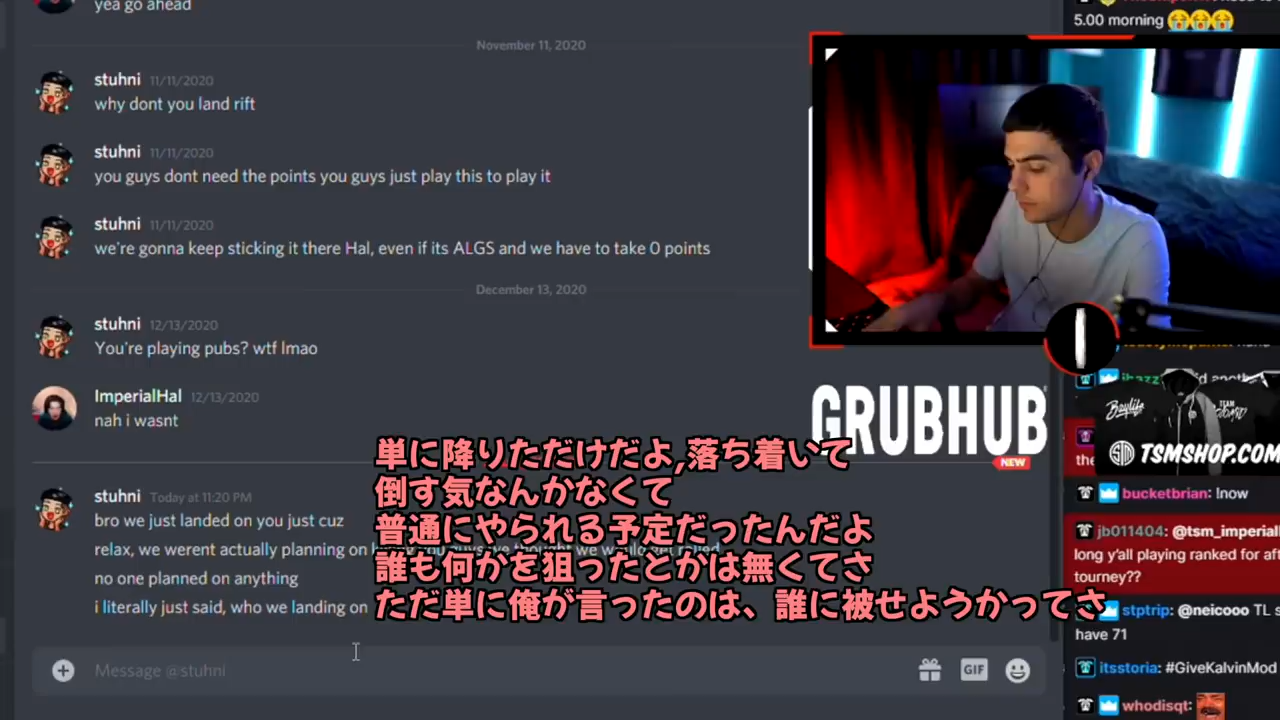 yea go ahead
November 11, 2020
stuhni 11/11/2020
why dont you land rift
stuhni 11/11/2020
you guys dont need the points you guys just play this to play it
stuhni 11/11/2020
we're gonna keep sticking it there Hal, even if its ALGS and we have to take 0 points
December 13, 2020
stuhni 12/13/2020
You're playing pubs? wtf lmao
ImperialHal 12/13/2020
nah i wasnt
stuhni Today at 11:20 PM
bro we just landed on you just cuz
relax, we werent actually planning on
no one planned on anything
i literally just said, who we landing on
Message @stuhni
GIF
単に降りただけだよ,落ち着いて
倒す気なんかなくて
普通にやられる予定だったんだよ
誰も何かを狙ったとかは無くてさ
ただ単に俺が言ったのは、誰に被せようかってさ
GRUBHUB
NEW
5.00 morning 😭😭😭
the
TSM
TSMSHOP.COM
bucketbrian: !now
jb011404: @tsm_imperial
long y'all playing ranked for aft
tourney??
stptrip: @neicooo TL s
have 71
itsstoria: #GiveKalvinMod
whodisqt: